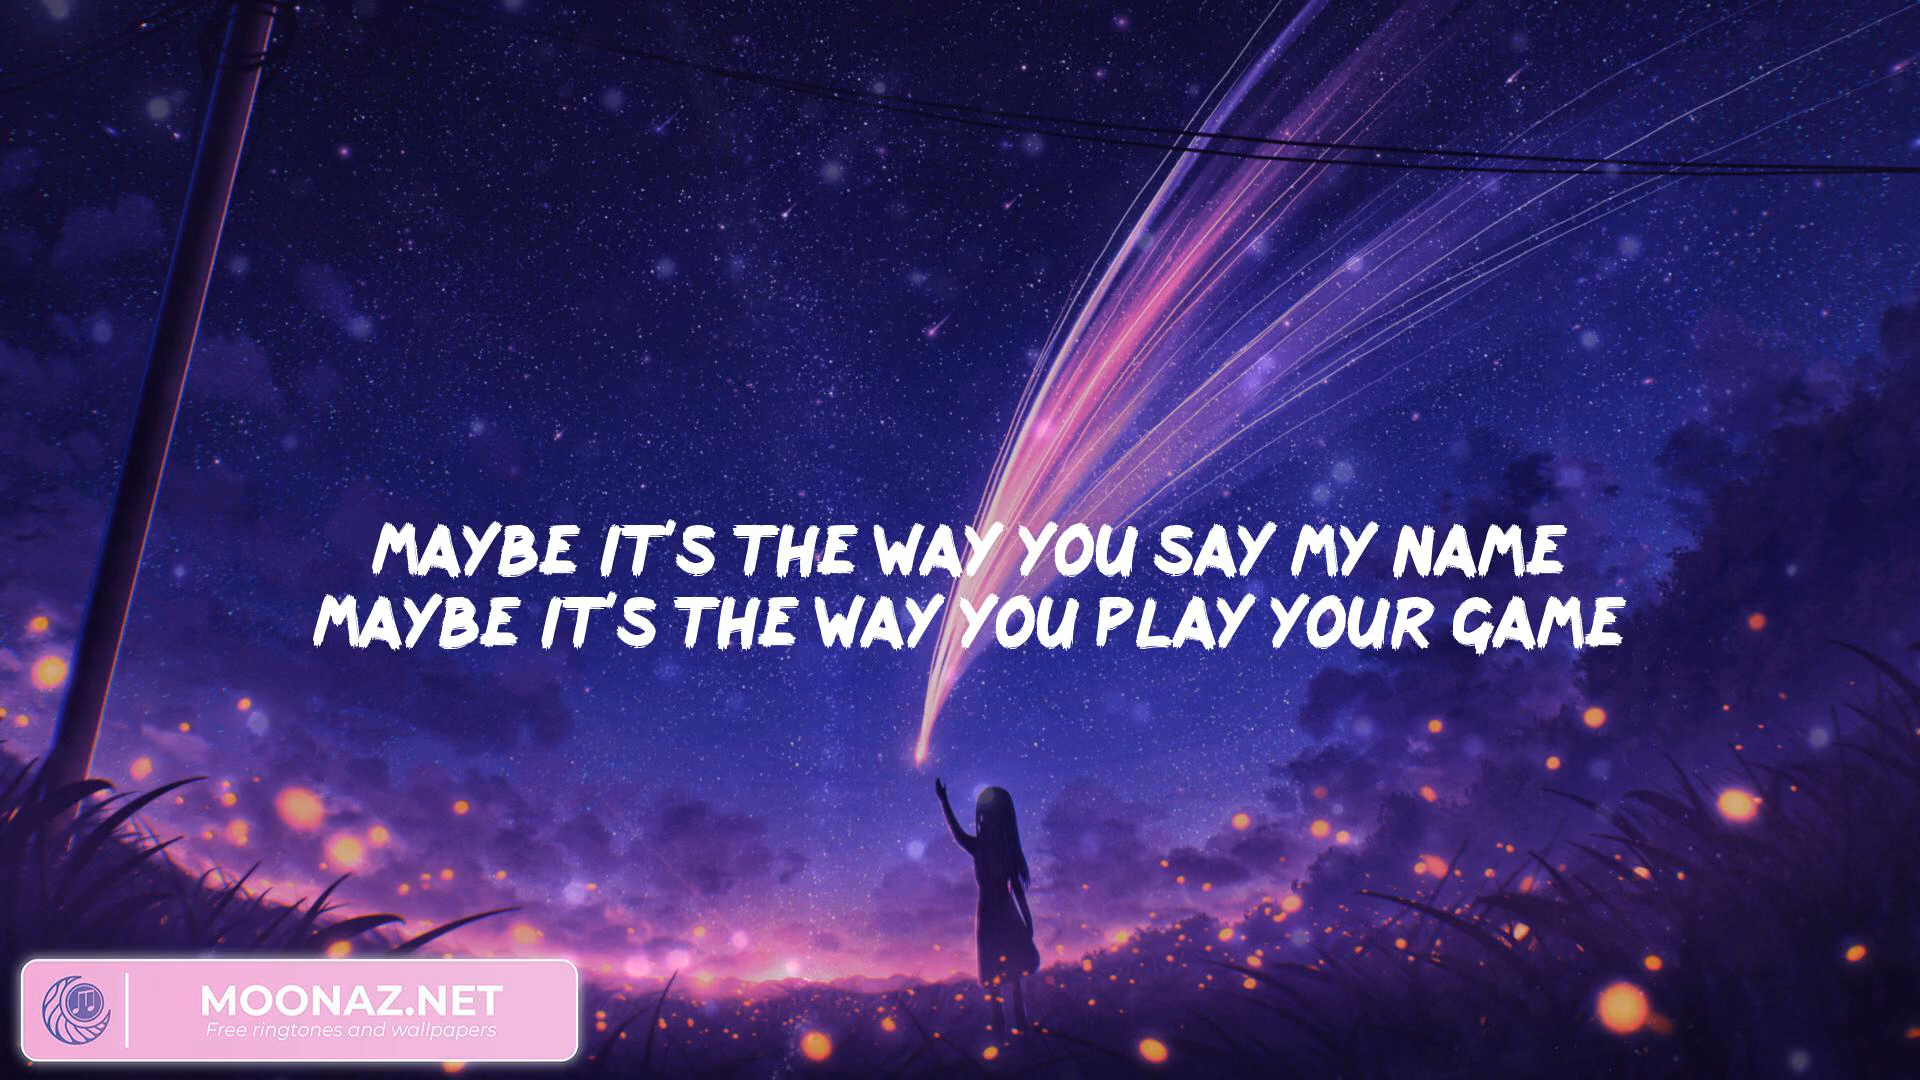 MAYBE IT'S THE WAY YOU SAY MY NAME
MAYBE IT'S THE WAY YOU PLAY YOUR GAME
MOONAZ.NET
Free ringtones and wallpapers